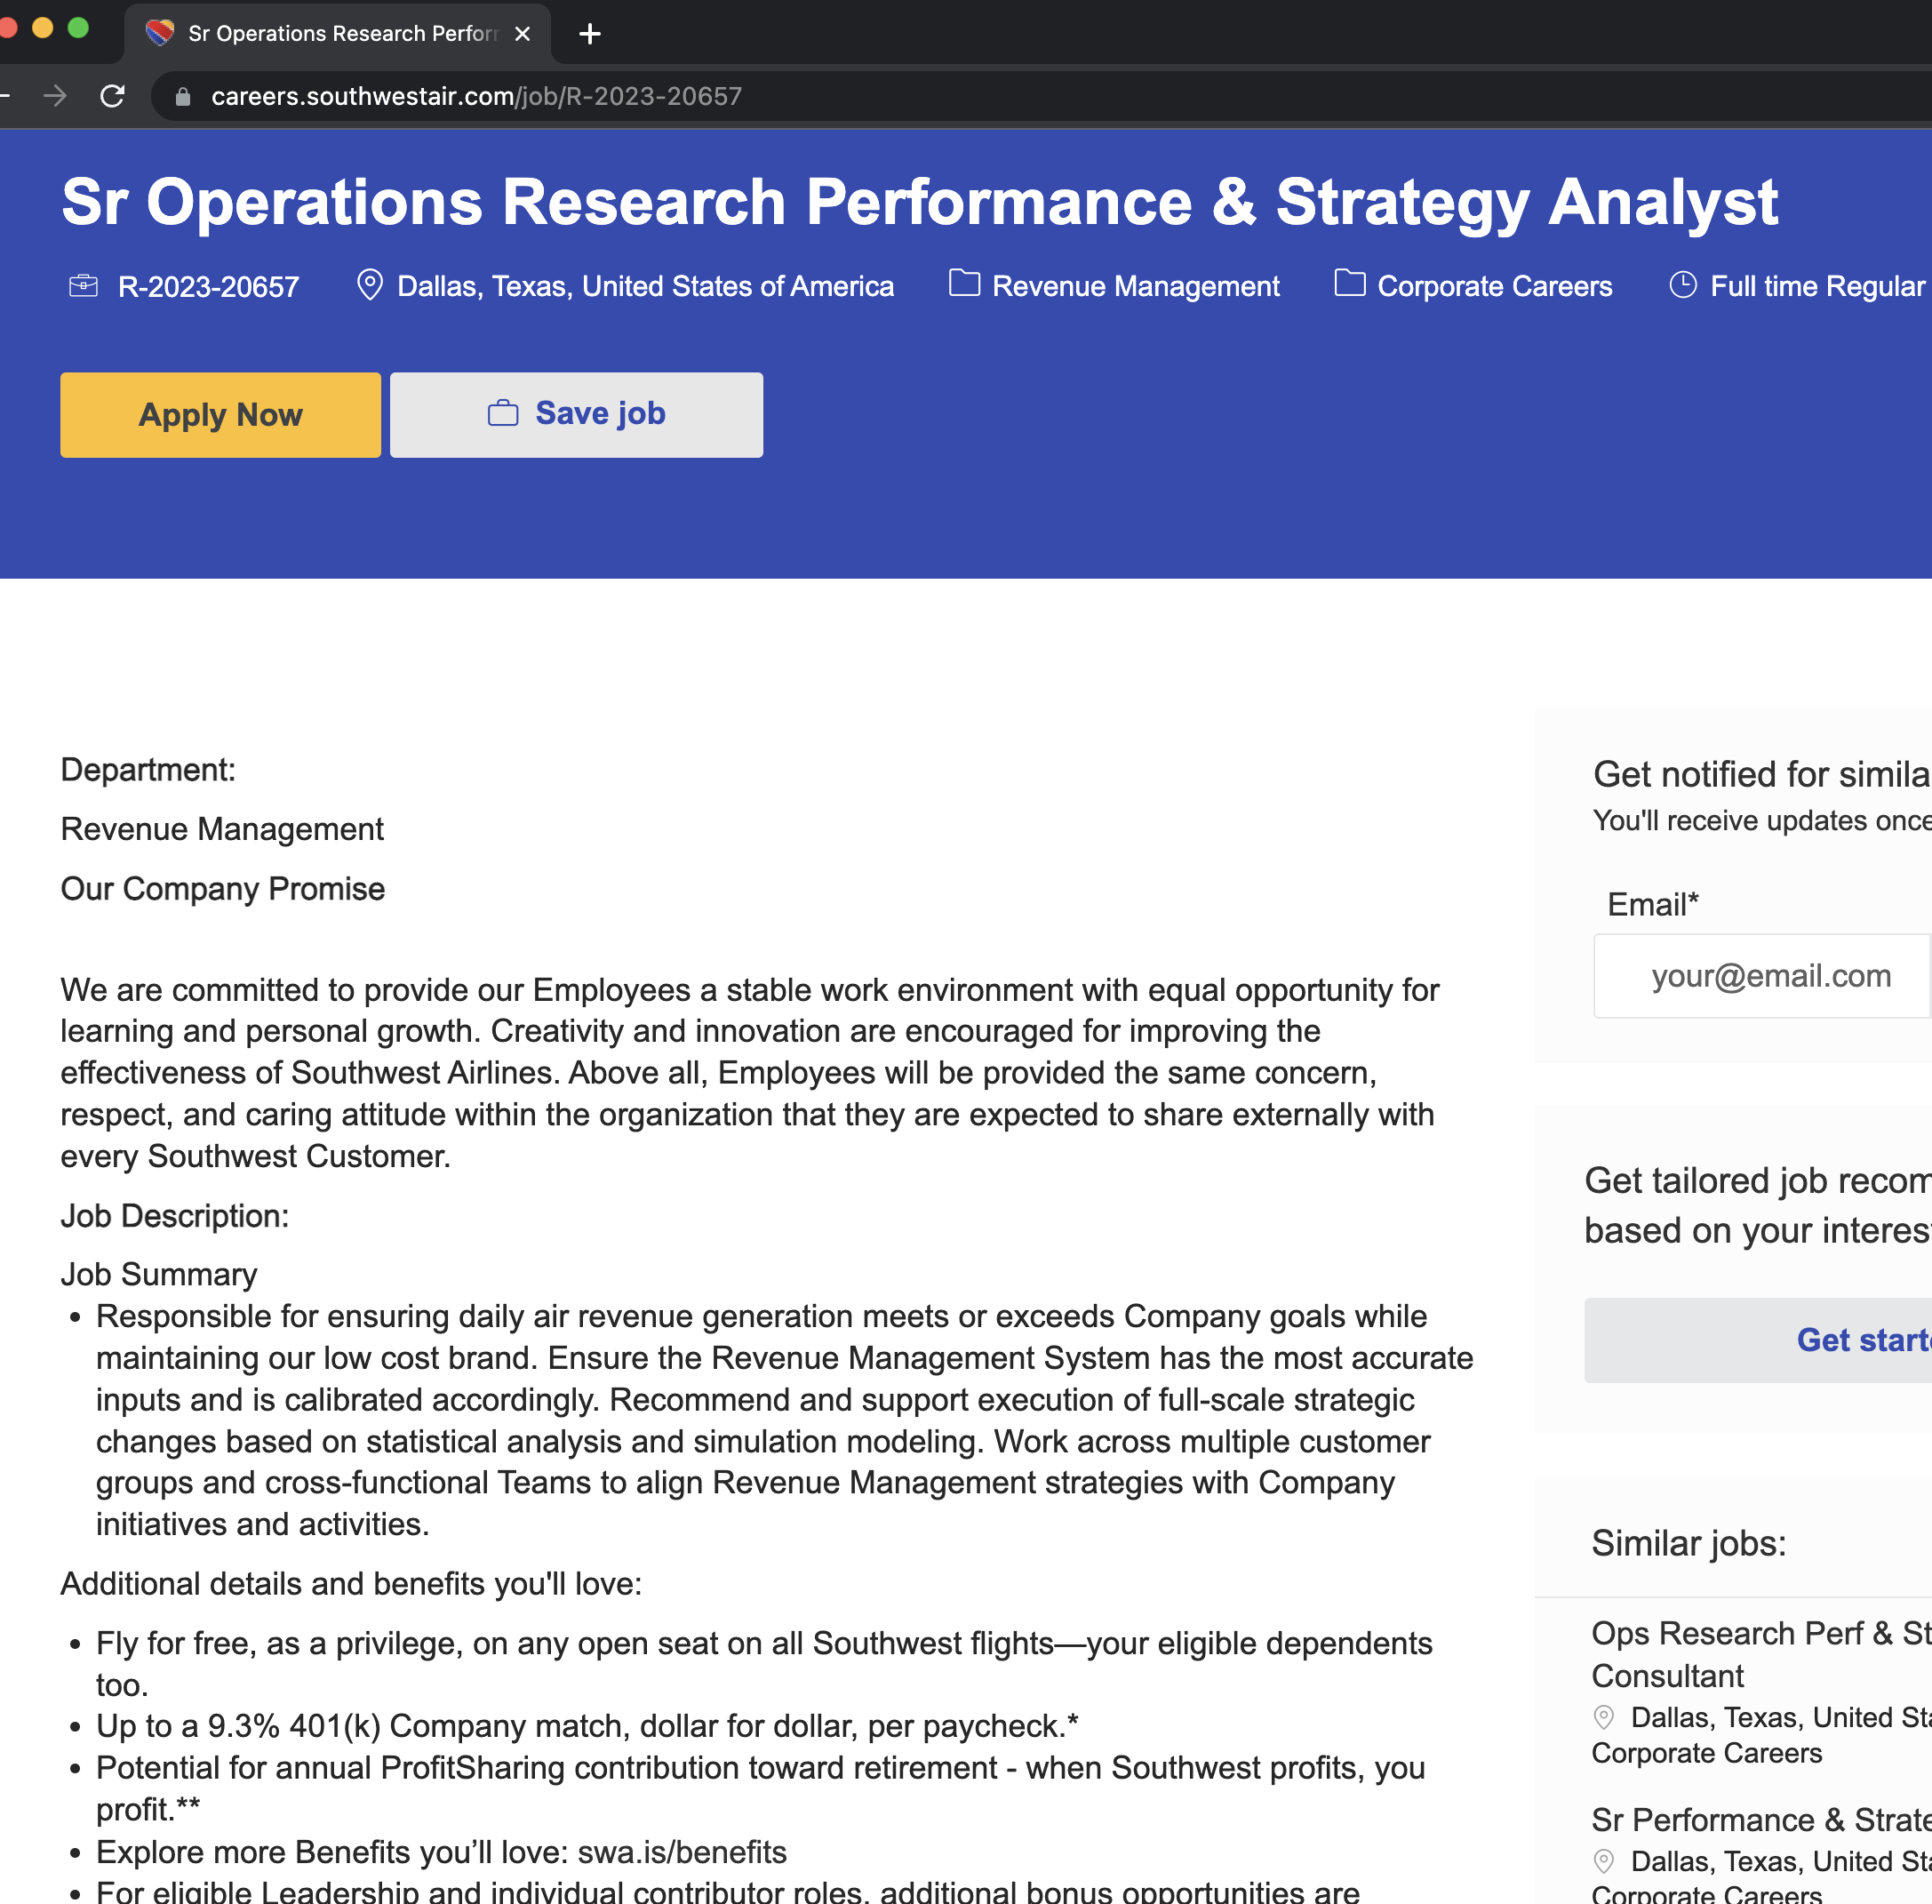 Sr Operations Research Perfor
careers.southwestair.com/job/R-2023-20657
Sr Operations Research Performance & Strategy Analyst
R-2023-20657 Dallas, Texas, United States of America Revenue Management Corporate Careers Full time Regular
Apply Now Save job
Department:
Revenue Management
Our Company Promise
We are committed to provide our Employees a stable work environment with equal opportunity for
learning and personal growth. Creativity and innovation are encouraged for improving the
effectiveness of Southwest Airlines. Above all, Employees will be provided the same concern,
respect, and caring attitude within the organization that they are expected to share externally with
every Southwest Customer.
Job Description:
Job Summary
• Responsible for ensuring daily air revenue generation meets or exceeds Company goals while
maintaining our low cost brand. Ensure the Revenue Management System has the most accurate
inputs and is calibrated accordingly. Recommend and support execution of full-scale strategic
changes based on statistical analysis and simulation modeling. Work across multiple customer
groups and cross-functional Teams to align Revenue Management strategies with Company
initiatives and activities.
Additional details and benefits you'll love:
• Fly for free, as a privilege, on any open seat on all Southwest flights—your eligible dependents
too.
• Up to a 9.3% 401(k) Company match, dollar for dollar, per paycheck.*
• Potential for annual ProfitSharing contribution toward retirement - when Southwest profits, you
profit.**
• Explore more Benefits you’ll love: swa.is/benefits
• For eligible Leadership and individual contributor roles, additional bonus opportunities are
Get notified for simila
You'll receive updates once
Email*
your@email.com
Get tailored job recom
based on your interes
Get start
Similar jobs:
Ops Research Perf & St
Consultant
Dallas, Texas, United Sta
Corporate Careers
Sr Performance & Strate
Dallas, Texas, United Sta
Corporate Careers